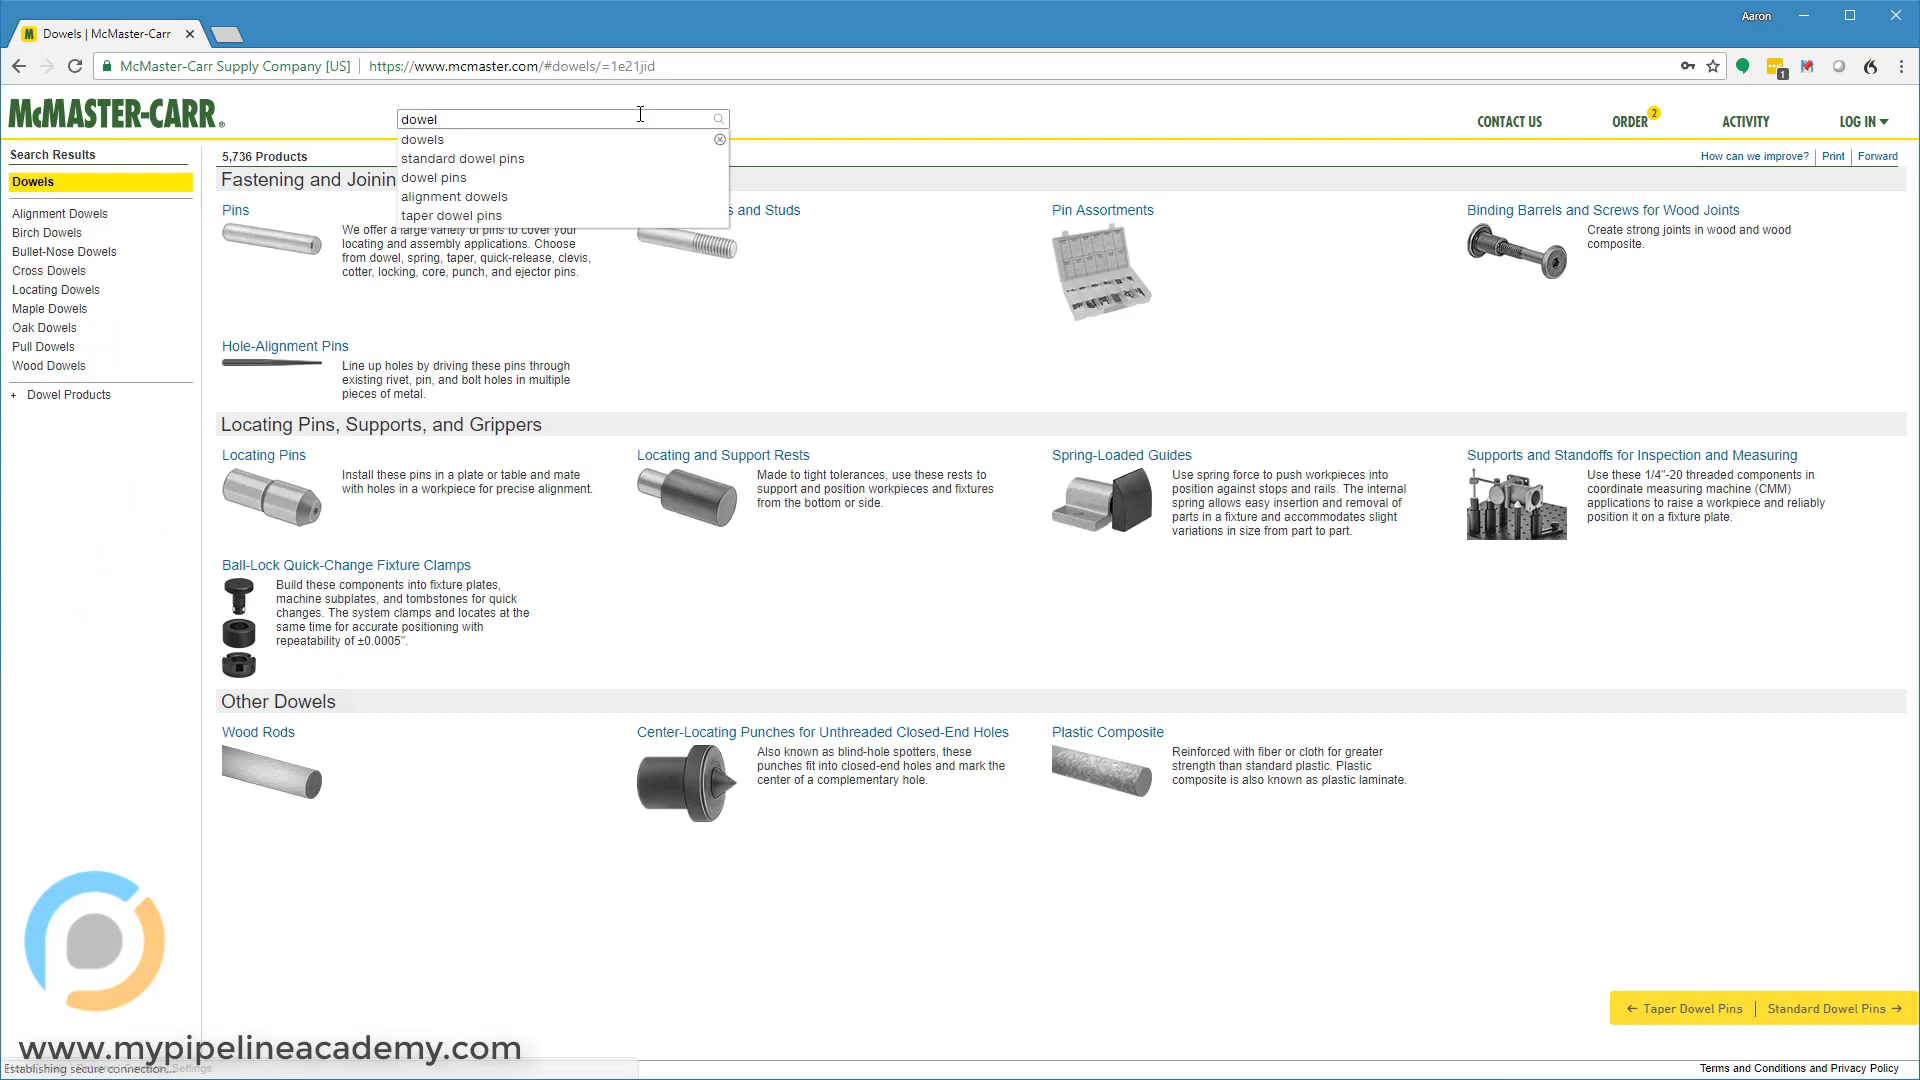 Aaron
M Dowels | McMaster-Carr
McMaster-Carr Supply Company [US]
https://www.mcmaster.com/#dowels/=1e21jid
1
McMASTER-CARR®
dowel
CONTACT US
ORDER 2
ACTIVITY
LOG IN
dowels
standard dowel pins
dowel pins
alignment dowels
taper dowel pins
Search Results
Dowels
Alignment Dowels
Birch Dowels
Bullet-Nose Dowels
Cross Dowels
Locating Dowels
Maple Dowels
Oak Dowels
Pull Dowels
Wood Dowels
+ Dowel Products
5,736 Products
How can we improve?
Print
Forward
Fastening and Joinin
Pins
We offer a large variety of pins to cover your
locating and assembly applications. Choose
from dowel, spring, taper, quick-release, clevis,
cotter, locking, core, punch, and ejector pins.
s and Studs
Pin Assortments
Binding Barrels and Screws for Wood Joints
Create strong joints in wood and wood
composite.
Hole-Alignment Pins
Line up holes by driving these pins through
existing rivet, pin, and bolt holes in multiple
pieces of metal.
Locating Pins, Supports, and Grippers
Locating Pins
Install these pins in a plate or table and mate
with holes in a workpiece for precise alignment.
Locating and Support Rests
Made to tight tolerances, use these rests to
support and position workpieces and fixtures
from the bottom or side.
Spring-Loaded Guides
Use spring force to push workpieces into
position against stops and rails. The internal
spring allows easy insertion and removal of
parts in a fixture and accommodates slight
variations in size from part to part.
Supports and Standoffs for Inspection and Measuring
Use these 1/4"-20 threaded components in
coordinate measuring machine (CMM)
applications to raise a workpiece and reliably
position it on a fixture plate.
Ball-Lock Quick-Change Fixture Clamps
Build these components into fixture plates,
machine subplates, and tombstones for quick
changes. The system clamps and locates at the
same time for accurate positioning with
repeatability of ±0.0005".
Other Dowels
Wood Rods
Center-Locating Punches for Unthreaded Closed-End Holes
Also known as blind-hole spotters, these
punches fit into closed-end holes and mark the
center of a complementary hole.
Plastic Composite
Reinforced with fiber or cloth for greater
strength than standard plastic. Plastic
composite is also known as plastic laminate.
← Taper Dowel Pins
Standard Dowel Pins →
www.mypipelineacademy.com
Establishing secure connection...
Settings
Terms and Conditions and Privacy Policy